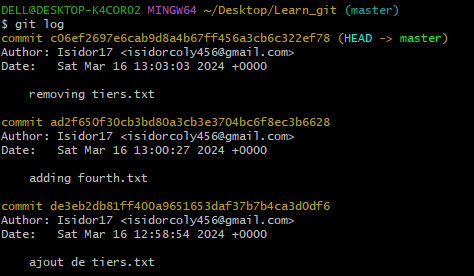 DELL@DESKTOP-K4CORO2 MINGW64 ~/Desktop/Learn_git (master)
$ git log
commit c06ef2697e6cab9d8a4b67ff456a3cb6c322ef78 (HEAD -> master)
Author: Isidor17 <isidorcoly456@gmail.com>
Date:   Sat Mar 16 13:03:03 2024 +0000
    removing tiers.txt
commit ad2f650f30cb3bd80a3cb3e3704bc6f8ec3b6628
Author: Isidor17 <isidorcoly456@gmail.com>
Date:   Sat Mar 16 13:00:27 2024 +0000
    adding fourth.txt
commit de3eb2db81ff400a9651653daf37b7b4ca3d0df6
Author: Isidor17 <isidorcoly456@gmail.com>
Date:   Sat Mar 16 12:58:54 2024 +0000
    ajout de tiers.txt